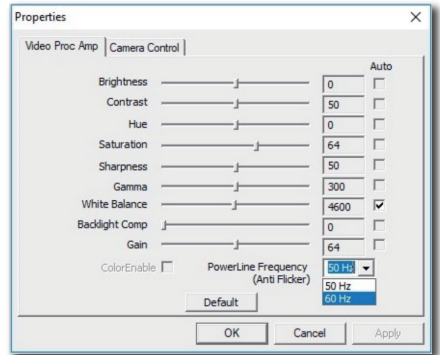 Properties
Video Proc Amp Camera Control
Auto
Brightness 0
Contrast 50
Hue 0
Saturation 64
Sharpness 50
Gamma 300
White Balance 4600
Backlight Comp 0
Gain 64
ColorEnable PowerLine Frequency 50 Hz
(Anti Flicker)
50 Hz
60 Hz
Default
OK Cancel Apply